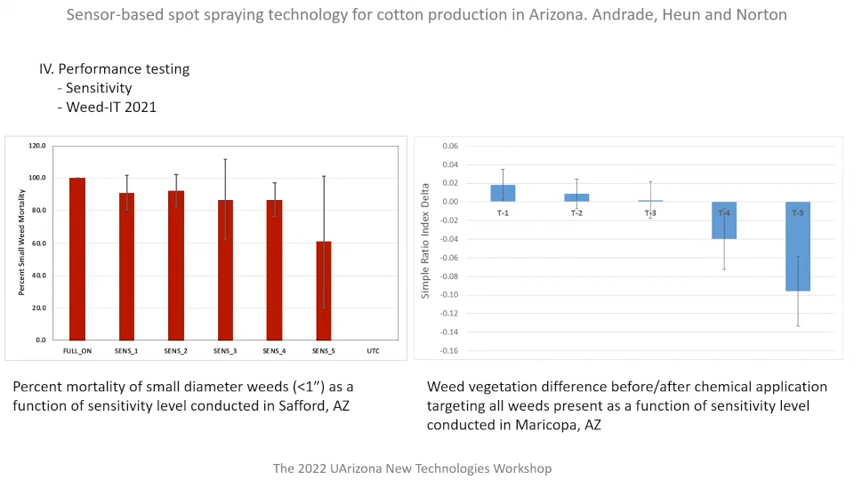 Sensor-based spot spraying technology for cotton production in Arizona. Andrade, Heun and Norton
IV. Performance testing
- Sensitivity
- Weed-IT 2021
Percent Small Weed Mortality
120.0
100.0
80.0
60.0
40.0
20.0
0.0
FULL_ON SENS_1 SENS_2 SENS_3 SENS_4 SENS_5 UTC
Simple Ratio Index Delta
0.06
0.04
0.02
0.00
-0.02
-0.04
-0.06
-0.08
-0.10
-0.12
-0.14
-0.16
T-1 T-2 T-3 T-4 T-5
Percent mortality of small diameter weeds (<1”) as a
function of sensitivity level conducted in Safford, AZ
Weed vegetation difference before/after chemical application
targeting all weeds present as a function of sensitivity level
conducted in Maricopa, AZ
The 2022 UArizona New Technologies Workshop